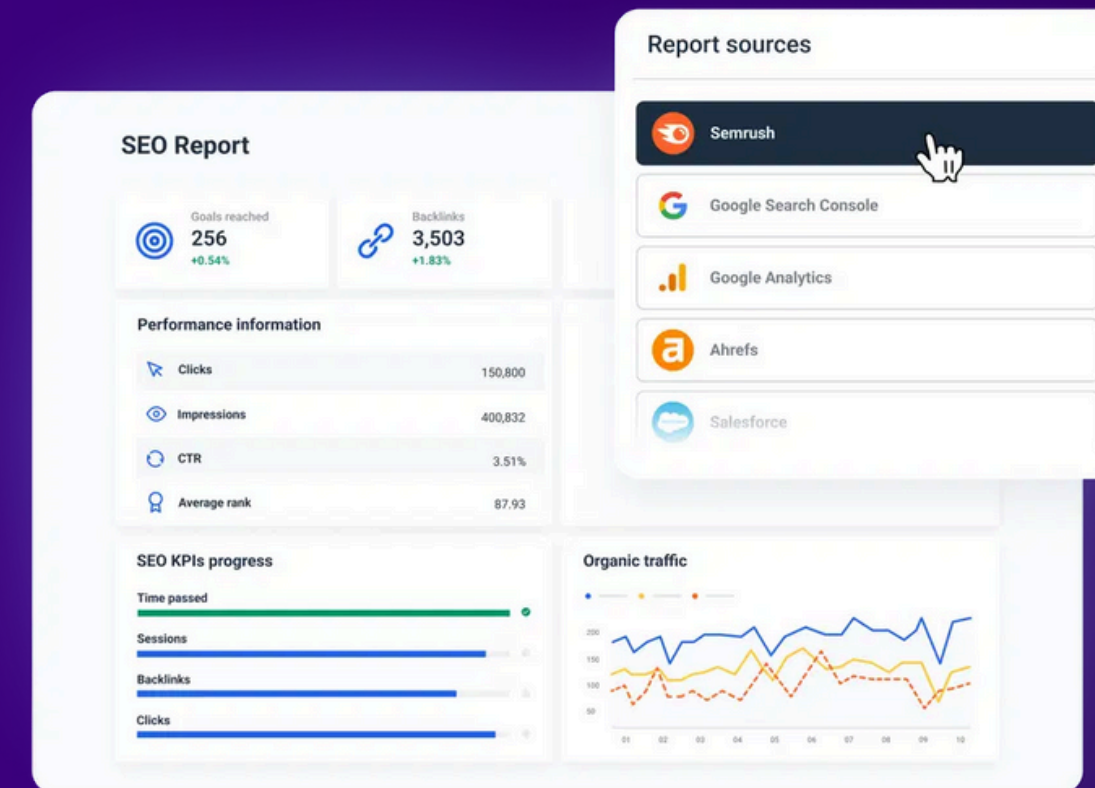 Report sources
Semrush
Google Search Console
Google Analytics
Ahrefs
Salesforce
SEO Report
Goals reached
256
+0.54%
Backlinks
3,503
+1.83%
Performance information
Clicks 150,800
Impressions 400,832
CTR 3.51%
Average rank 87.93
SEO KPIs progress
Time passed
Sessions
Backlinks
Clicks
Organic traffic
200
150
100
50
01 02 03 04 05 06 07 08 09 10